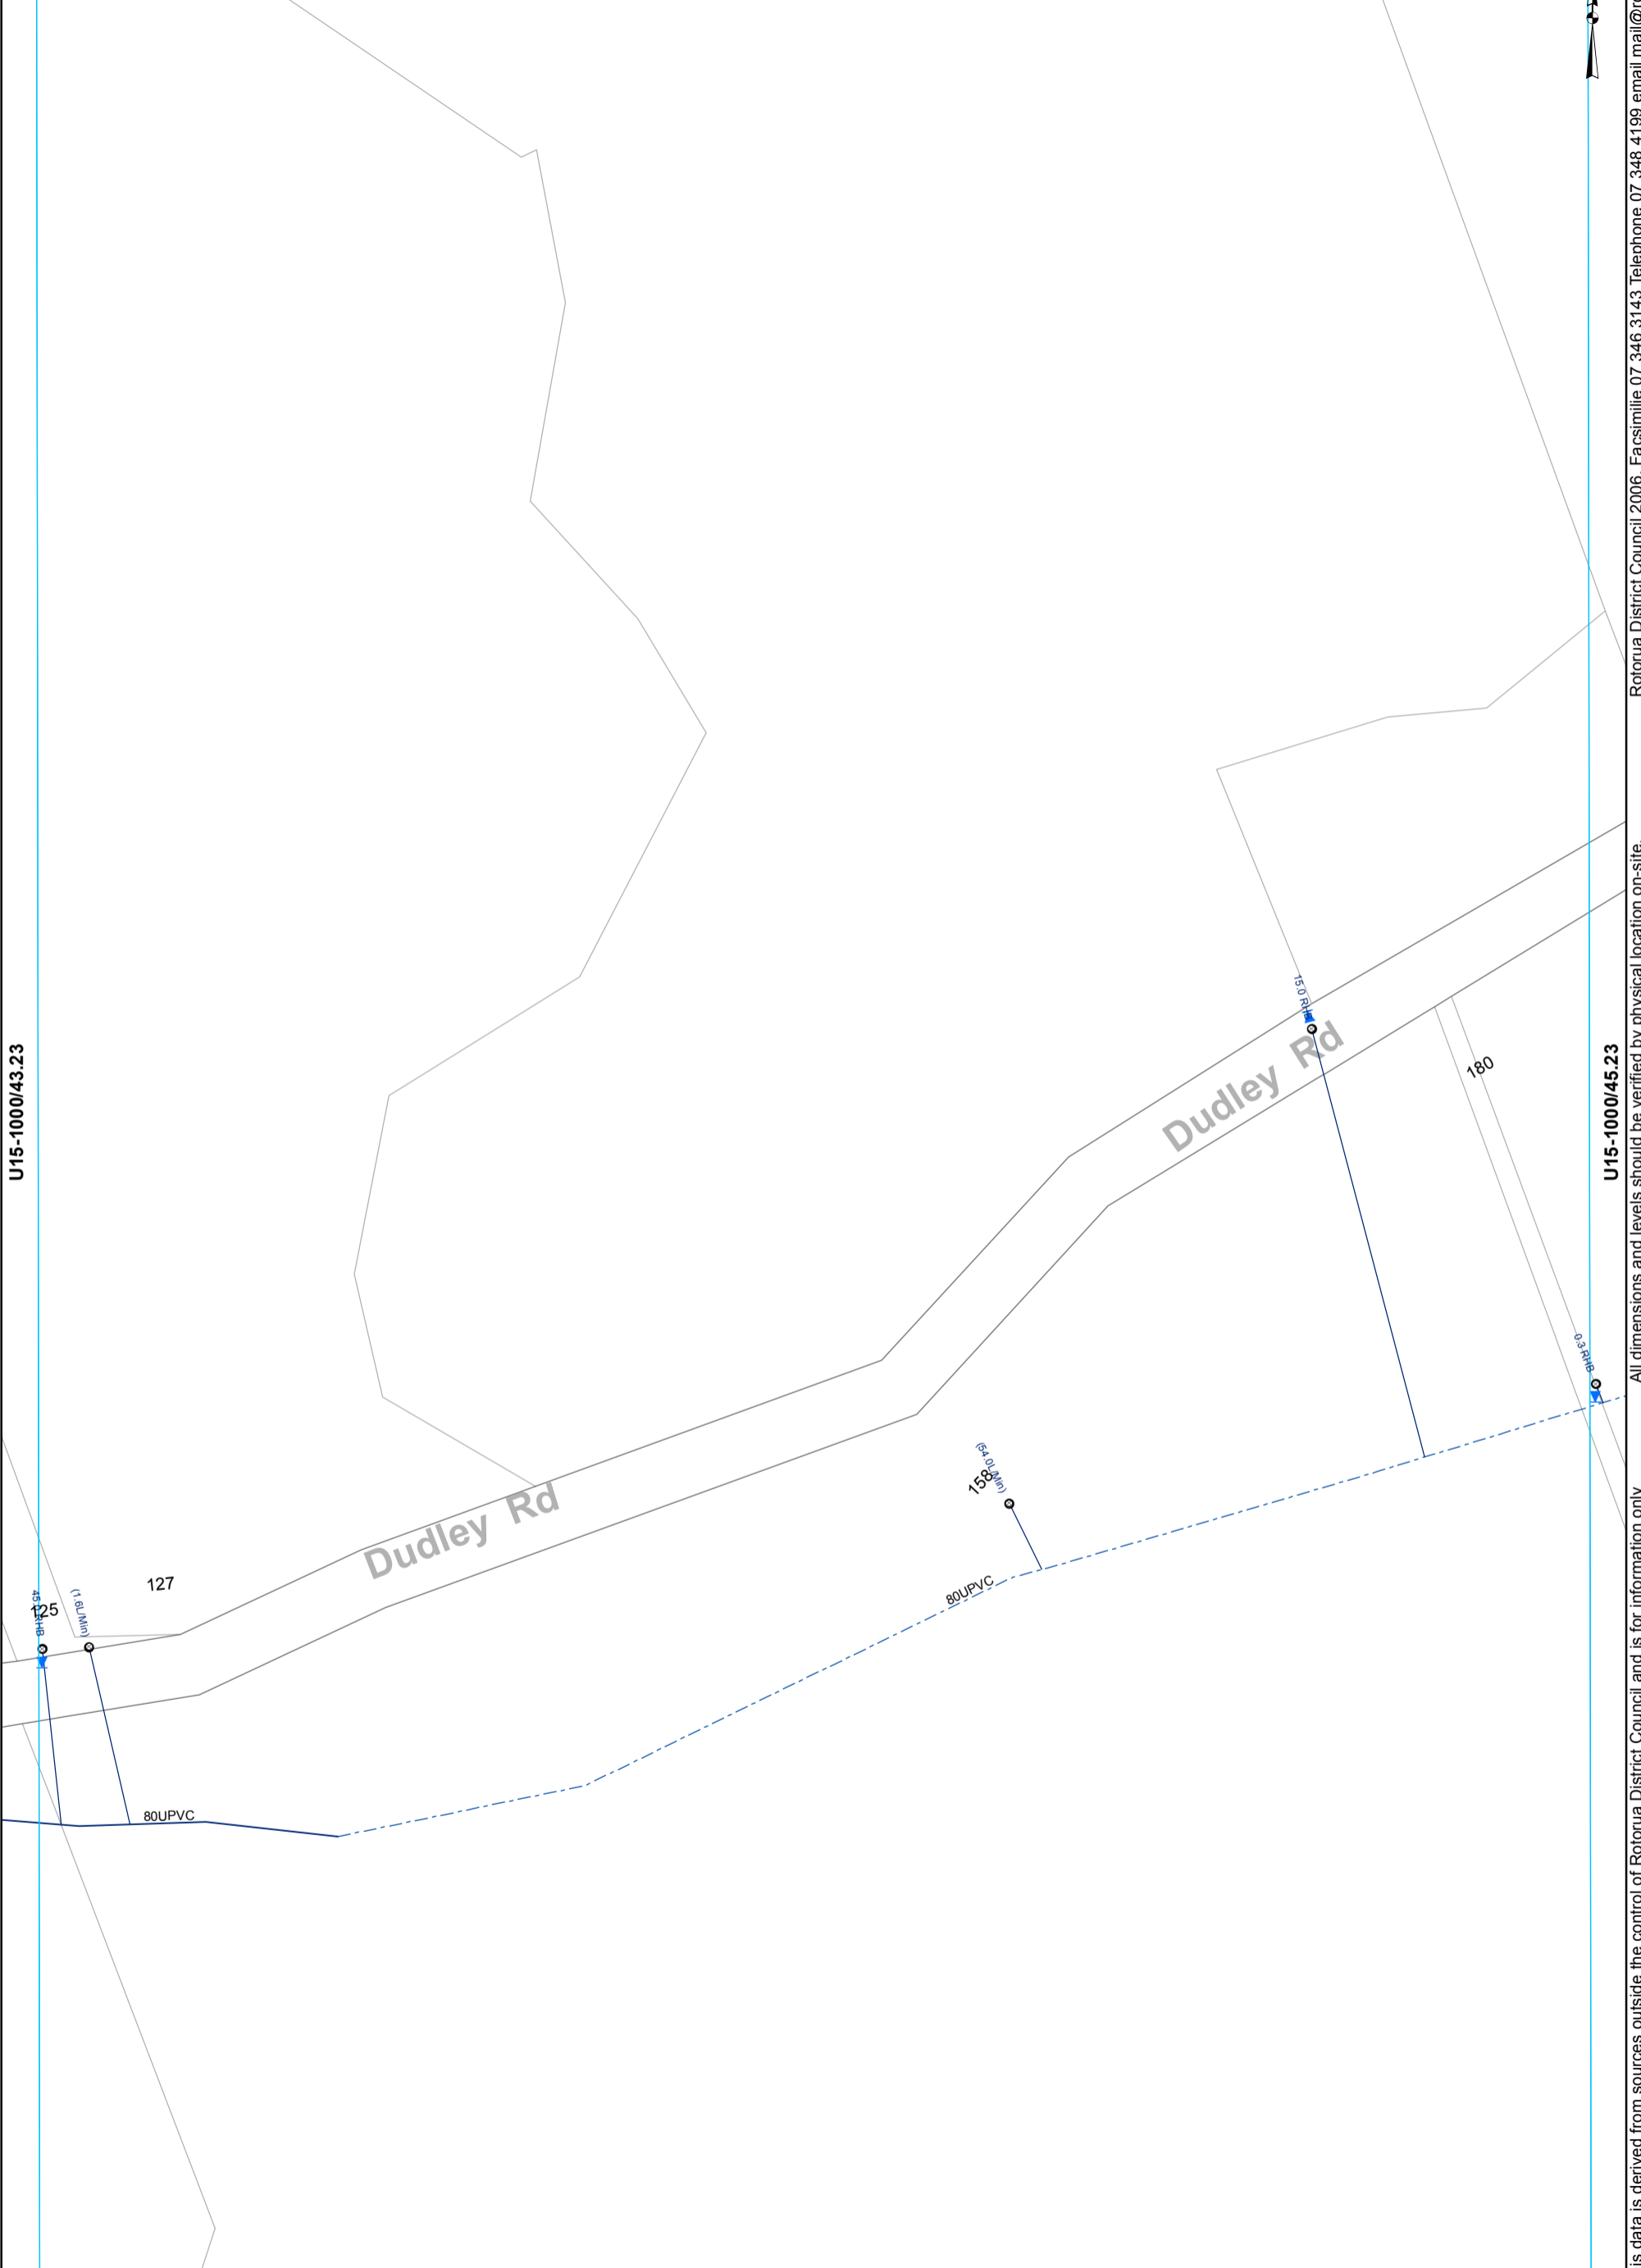 U15-1000/43.23
U15-1000/45.23
Dudley Rd
15.0 RHB
180
0.3 RHB
(54.0L/Min)
158
Dudley Rd
80UPVC
127
125
(1.6L/Min)
80UPVC
is data is derived from sources outside the control of Rotorua District Council and is for information only
All dimensions and levels should be verified by physical location on-site.
Rotorua District Council 2006. Facsimilie 07 346 3143 Telephone 07 348 4199 email mail@r